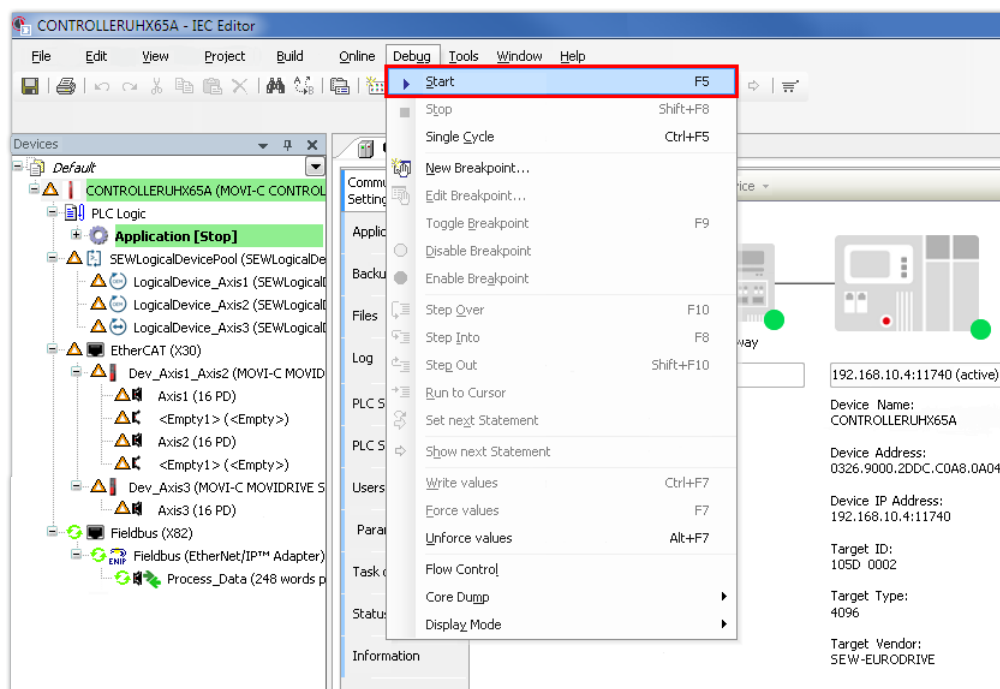 CONTROLLERUHX65A - IEC Editor
File Edit View Project Build Online Debug Tools Window Help
Start F5
Stop Shift+F8
Single Cycle Ctrl+F5
New Breakpoint...
Edit Breakpoint...
Toggle Breakpoint F9
Disable Breakpoint
Enable Breakpoint
Step Over F10
Step Into F8
Step Out Shift+F10
Run to Cursor
Set next Statement
Show next Statement
Write values Ctrl+F7
Force values F7
Unforce values Alt+F7
Flow Control
Core Dump
Display Mode
Devices
Default
CONTROLLERUHX65A (MOVI-C CONTROL
PLC Logic
Application [Stop]
SEWLogicalDevicePool (SEWLogicalDe
LogicalDevice_Axis1 (SEWLogical
LogicalDevice_Axis2 (SEWLogical
LogicalDevice_Axis3 (SEWLogical
EtherCAT (X30)
Dev_Axis1_Axis2 (MOVI-C MOVID
Axis1 (16 PD)
<Empty1> (<Empty>)
Axis2 (16 PD)
<Empty1> (<Empty>)
Dev_Axis3 (MOVI-C MOVIDRIVE S
Axis3 (16 PD)
Fieldbus (X82)
Fieldbus (EtherNet/IP™ Adapter)
ENIP
Process_Data (248 words p
Commu
Setting
Applic
Backu
Files
Log
PLC S
PLC S
Users
Parar
Task
Status
Information
vice
way
192.168.10.4:11740 (active)
Device Name:
CONTROLLERUHX65A
Device Address:
0326.9000.2DDC.C0A8.0A04
Device IP Address:
192.168.10.4:11740
Target ID:
105D 0002
Target Type:
4096
Target Vendor:
SEW-EURODRIVE